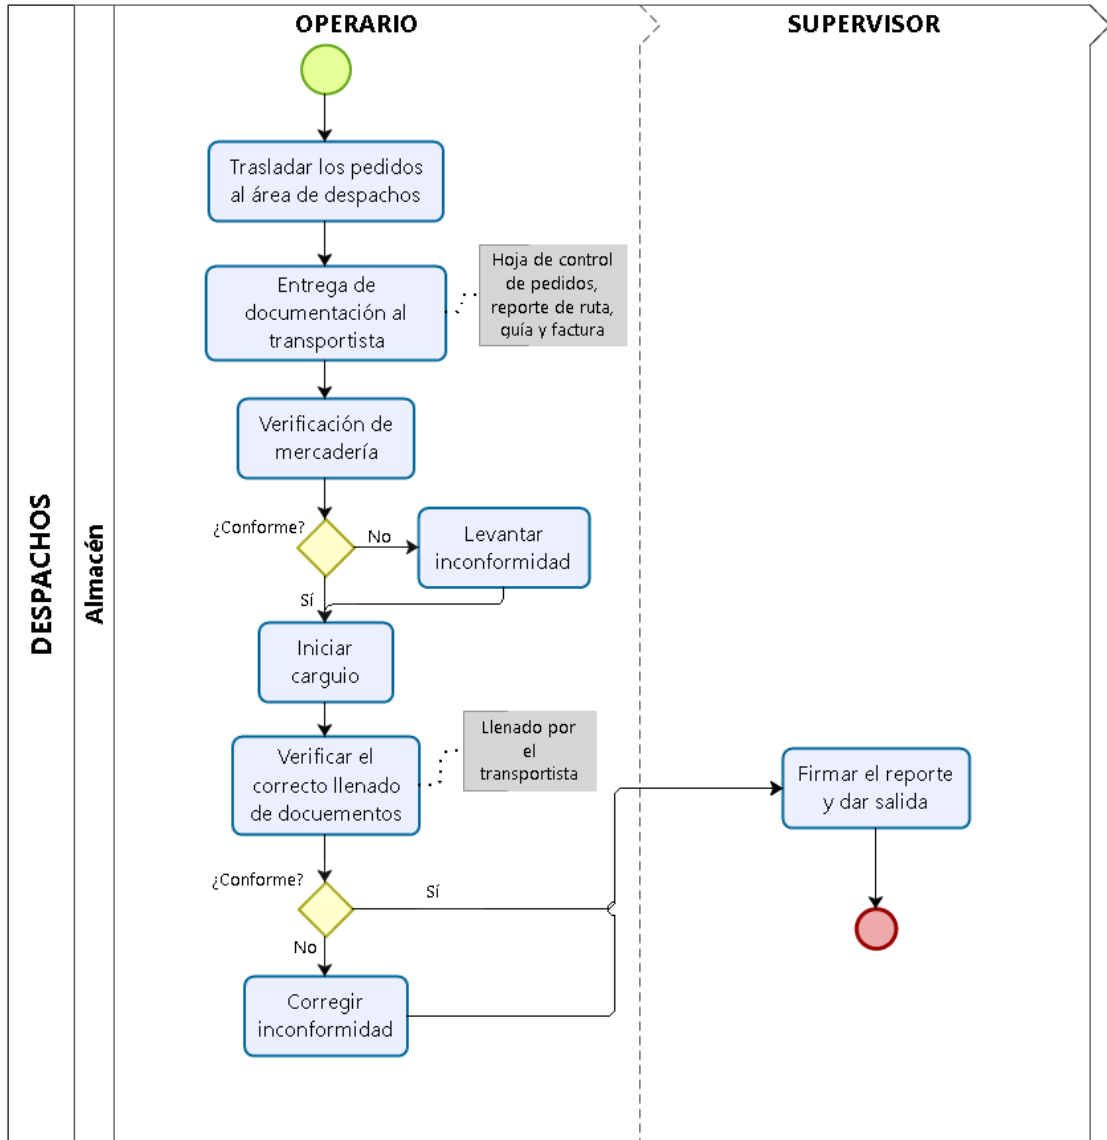 OPERARIO
SUPERVISOR
DESPACHOS
Almacén
Trasladar los pedidos
al área de despachos
Entrega de
documentación al
transportista
Hoja de control
de pedidos,
reporte de ruta,
guía y factura
Verificación de
mercadería
¿Conforme?
No
Levantar
inconformidad
Sí
Iniciar
carguio
Verificar el
correcto llenado
de docuementos
Llenado por
el
transportista
Firmar el reporte
y dar salida
¿Conforme?
Sí
No
Corregir
inconformidad